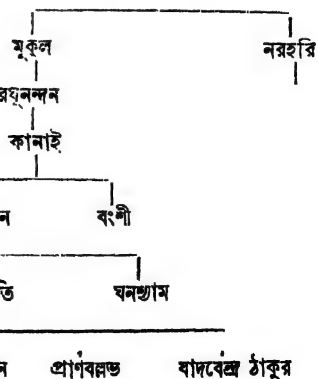 মুকুল নরহরি
রঘুনন্দন
কানাই
ন বংশী
তি ঘনশ্যাম
ন প্রাণবল্লভ যাদবেন্দ্র ঠাকুর